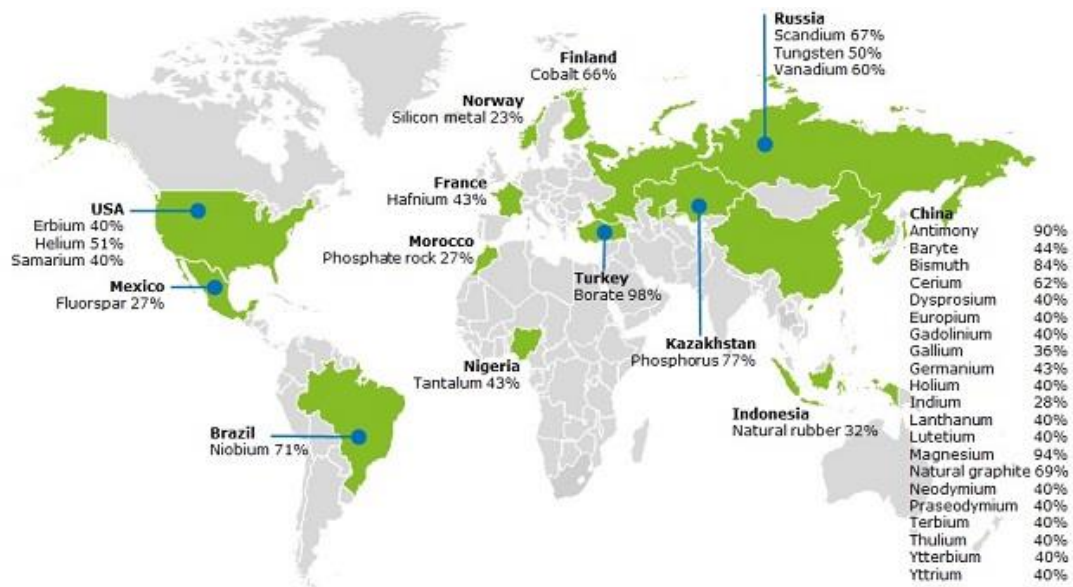 Russia
Scandium 67%
Tungsten 50%
Vanadium 60%
Finland
Cobalt 66%
Norway
Silicon metal 23%
France
Hafnium 43%
USA
Erbium 40%
Helium 51%
Samarium 40%
Morocco
Phosphate rock 27%
Mexico
Fluorspar 27%
Turkey
Borate 98%
Kazakhstan
Phosphorus 77%
Nigeria
Tantalum 43%
Indonesia
Natural rubber 32%
Brazil
Niobium 71%
China
Antimony 90%
Baryte 44%
Bismuth 84%
Cerium 62%
Dysprosium 40%
Europium 40%
Gadolinium 40%
Gallium 36%
Germanium 43%
Holium 40%
Indium 28%
Lanthanum 40%
Lutetium 40%
Magnesium 94%
Natural graphite 69%
Neodymium 40%
Praseodymium 40%
Terbium 40%
Thulium 40%
Ytterbium 40%
Yttrium 40%